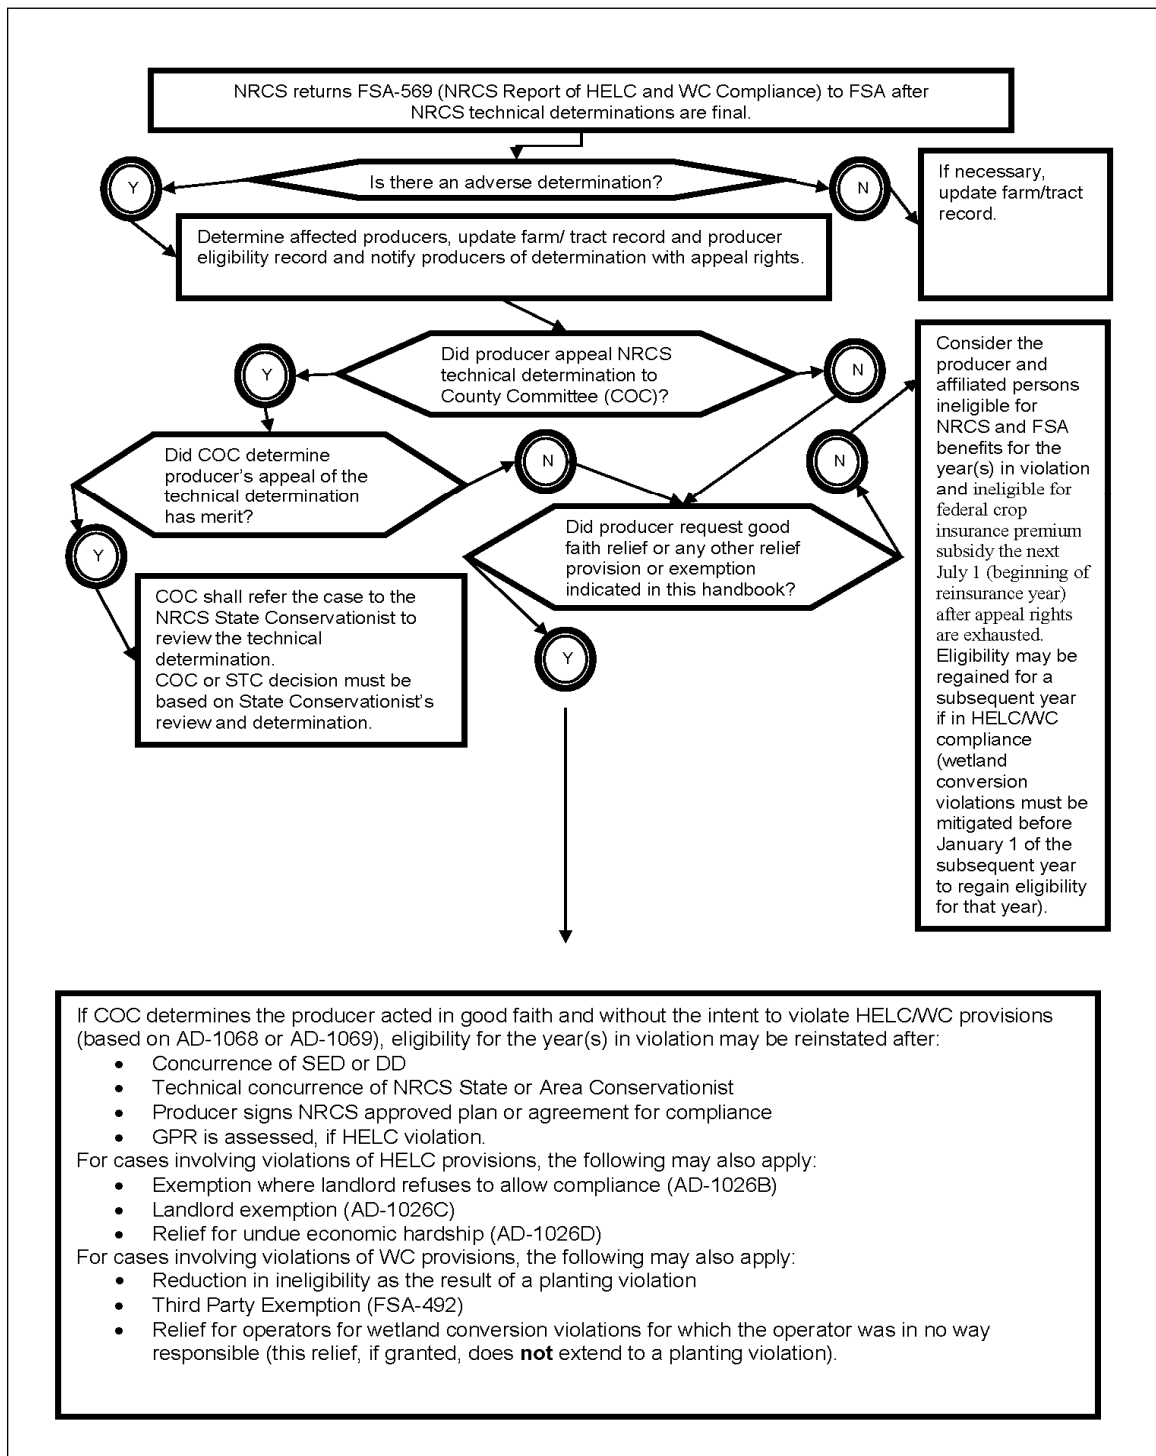 NRCS returns FSA-569 (NRCS Report of HELC and WC Compliance) to FSA after
NRCS technical determinations are final.
Y
Is there an adverse determination?
N
If necessary,
update farm/tract
record.
Determine affected producers, update farm/ tract record and producer
eligibility record and notify producers of determination with appeal rights.
Y
Did producer appeal NRCS
technical determination to
County Committee (COC)?
N
Consider the
producer and
affiliated persons
ineligible for
NRCS and FSA
benefits for the
year(s) in violation
and ineligible for
federal crop
insurance premium
subsidy the next
July 1 (beginning of
reinsurance year)
after appeal rights
are exhausted.
Eligibility may be
regained for a
subsequent year
if in HELC/WC
compliance
(wetland
conversion
violations must be
mitigated before
January 1 of the
subsequent year
to regain eligibility
for that year).
Did COC determine
producer's appeal of the
technical determination
has merit?
N
N
Y
Did producer request good
faith relief or any other relief
provision or exemption
indicated in this handbook?
COC shall refer the case to the
NRCS State Conservationist to
review the technical
determination.
COC or STC decision must be
based on State Conservationist's
review and determination.
Y
If COC determines the producer acted in good faith and without the intent to violate HELC/WC provisions
(based on AD-1068 or AD-1069), eligibility for the year(s) in violation may be reinstated after:
• Concurrence of SED or DD
• Technical concurrence of NRCS State or Area Conservationist
• Producer signs NRCS approved plan or agreement for compliance
• GPR is assessed, if HELC violation.
For cases involving violations of HELC provisions, the following may also apply:
• Exemption where landlord refuses to allow compliance (AD-1026B)
• Landlord exemption (AD-1026C)
• Relief for undue economic hardship (AD-1026D)
For cases involving violations of WC provisions, the following may also apply:
• Reduction in ineligibility as the result of a planting violation
• Third Party Exemption (FSA-492)
• Relief for operators for wetland conversion violations for which the operator was in no way
responsible (this relief, if granted, does not extend to a planting violation).